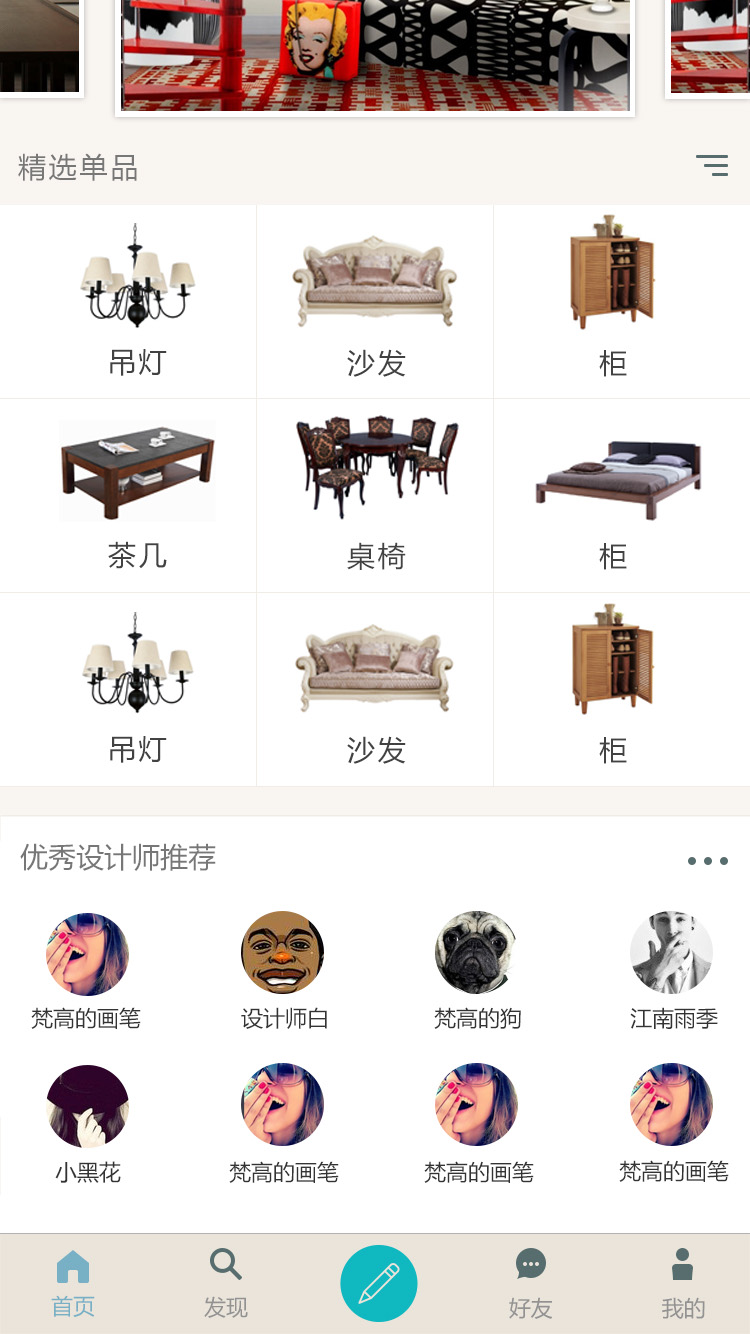 精选单品
吊灯 沙发 柜
茶几 桌椅 柜
吊灯 沙发 柜
优秀设计师推荐
梵高的画笔 设计师白 梵高的狗 江南雨季
小黑花 梵高的画笔 梵高的画笔 梵高的画笔
首页 发现 好友 我的